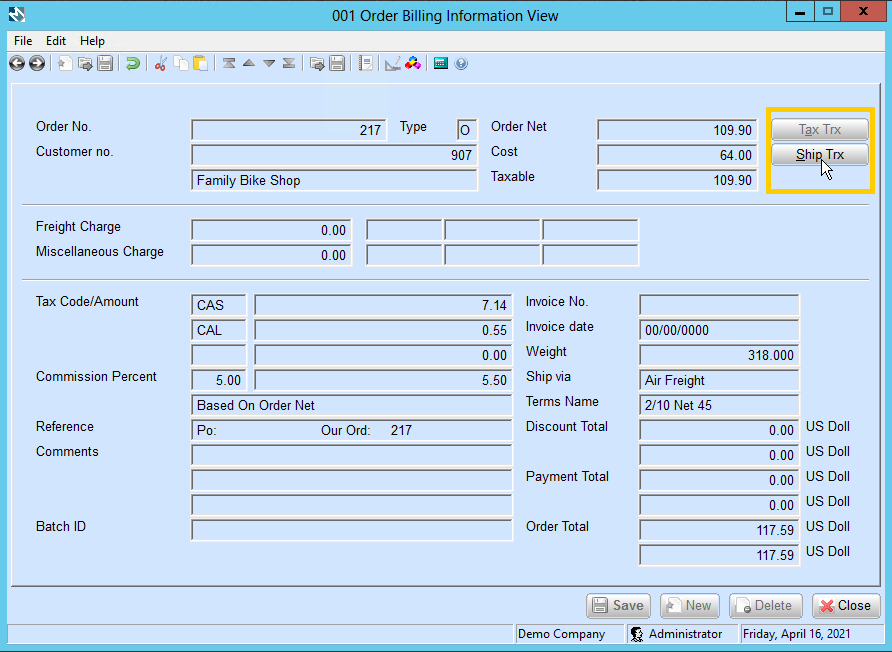 001 Order Billing Information View
File Edit Help
Order No. 217 Type O Order Net 109.90 Tax Trx
Customer no. 907 Cost 64.00 Ship Trx
Family Bike Shop Taxable 109.90
Freight Charge 0.00
Miscellaneous Charge 0.00
Tax Code/Amount CAS 7.14 Invoice No.
CAL 0.55 Invoice date 00/00/0000
0.00 Weight 318.000
Commission Percent 5.00 5.50 Ship via Air Freight
Based On Order Net Terms Name 2/10 Net 45
Reference Po: Our Ord: 217 Discount Total 0.00 US Doll
Comments 0.00 US Doll
Payment Total 0.00 US Doll
0.00 US Doll
Batch ID Order Total 117.59 US Doll
117.59 US Doll
Save New Delete Close
Demo Company Administrator Friday, April 16, 2021